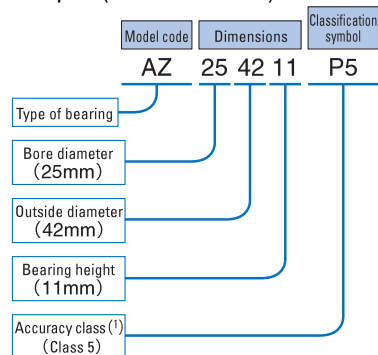 Model code
Dimensions
Classification
symbol
AZ 25 42 11 P5
Type of bearing
Bore diameter
(25mm)
Outside diameter
(42mm)
Bearing height
(11mm)
Accuracy class (1)
(Class 5)